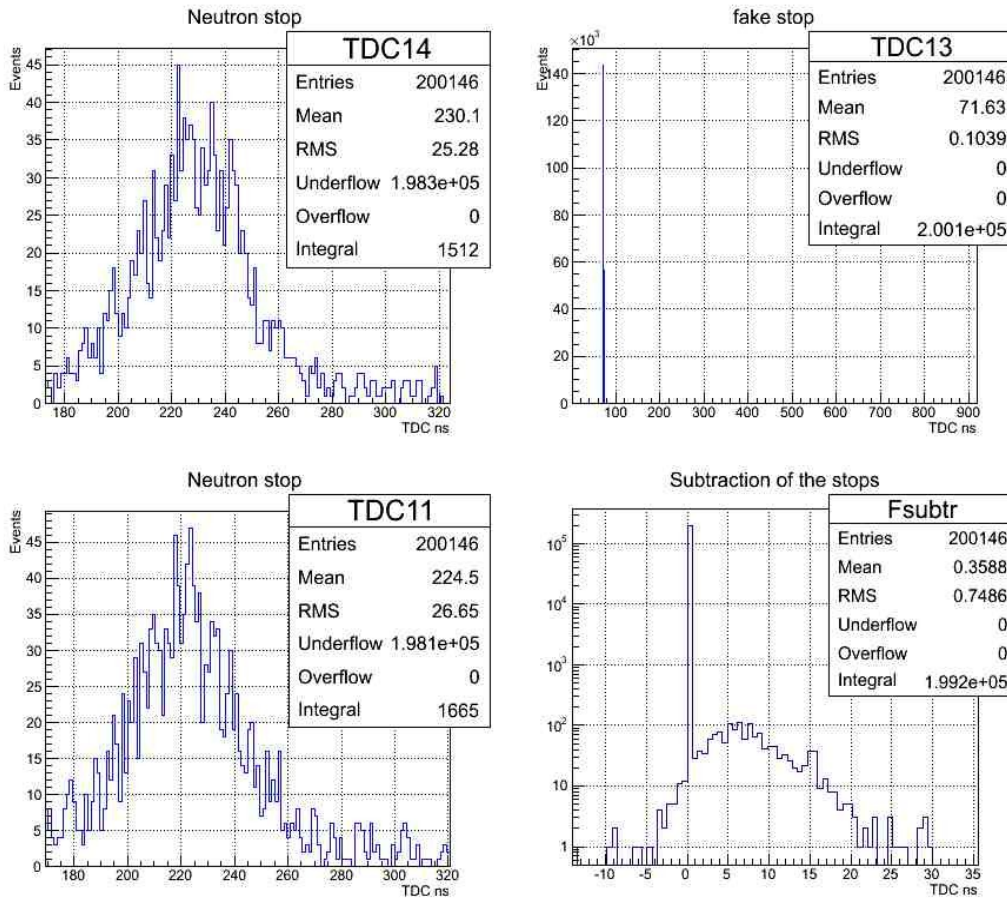 Neutron stop
TDC14
Entries 200146
Mean 230.1
RMS 25.28
Underflow 1.983e+05
Overflow 0
Integral 1512
Events
45
40
35
30
25
20
15
10
5
0
180 200 220 240 260 280 300 320
TDC ns
fake stop
×10³
TDC13
Entries 200146
Mean 71.63
RMS 0.1039
Underflow 0
Overflow 0
Integral 2.001e+05
Events
140
120
100
80
60
40
20
0
100 200 300 400 500 600 700 800 900
TDC ns
Neutron stop
TDC11
Entries 200146
Mean 224.5
RMS 26.65
Underflow 1.981e+05
Overflow 0
Integral 1665
Events
45
40
35
30
25
20
15
10
5
0
180 200 220 240 260 280 300 320
TDC ns
Subtraction of the stops
Fsubtr
Entries 200146
Mean 0.3588
RMS 0.7486
Underflow 0
Overflow 0
Integral 1.992e+05
10⁵
10⁴
10³
10²
10
1
-10 -5 0 5 10 15 20 25 30 35
TDC ns